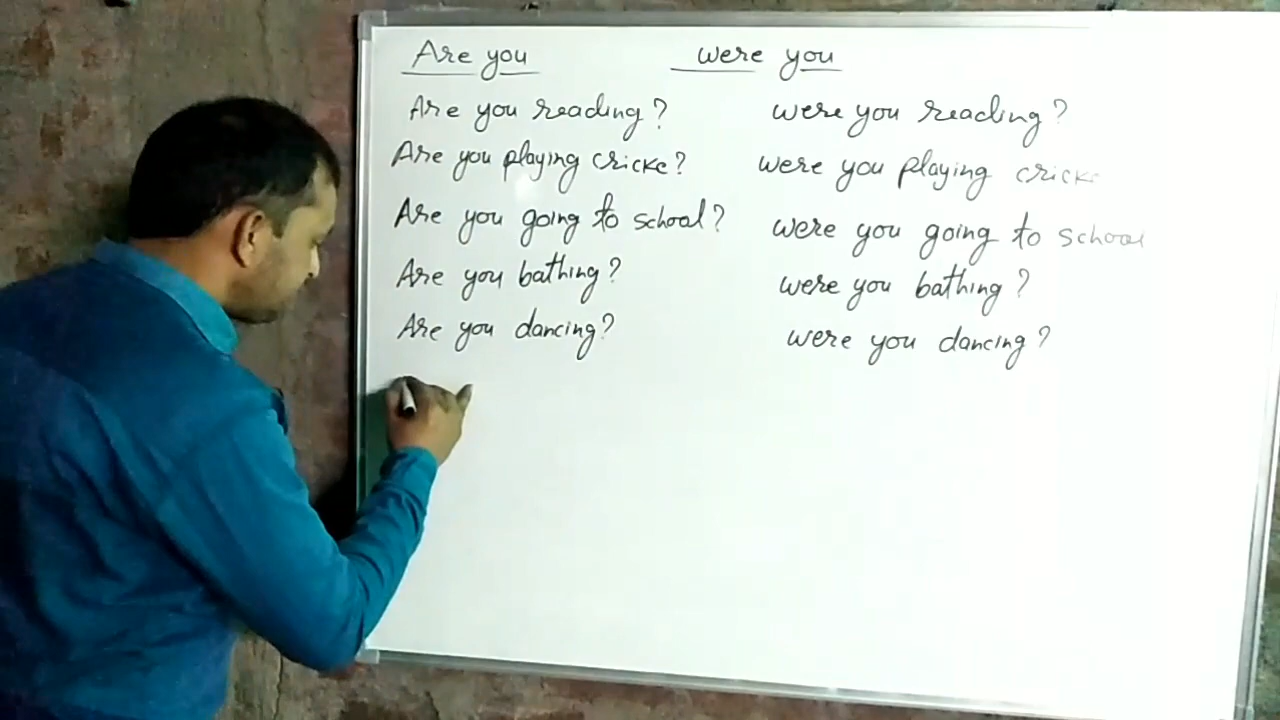 Are you were you
Are you reading? were you reading?
Are you playing cricke? were you playing cricke
Are you going to school? were you going to school
Are you bathing? were you bathing?
Are you dancing? were you dancing?